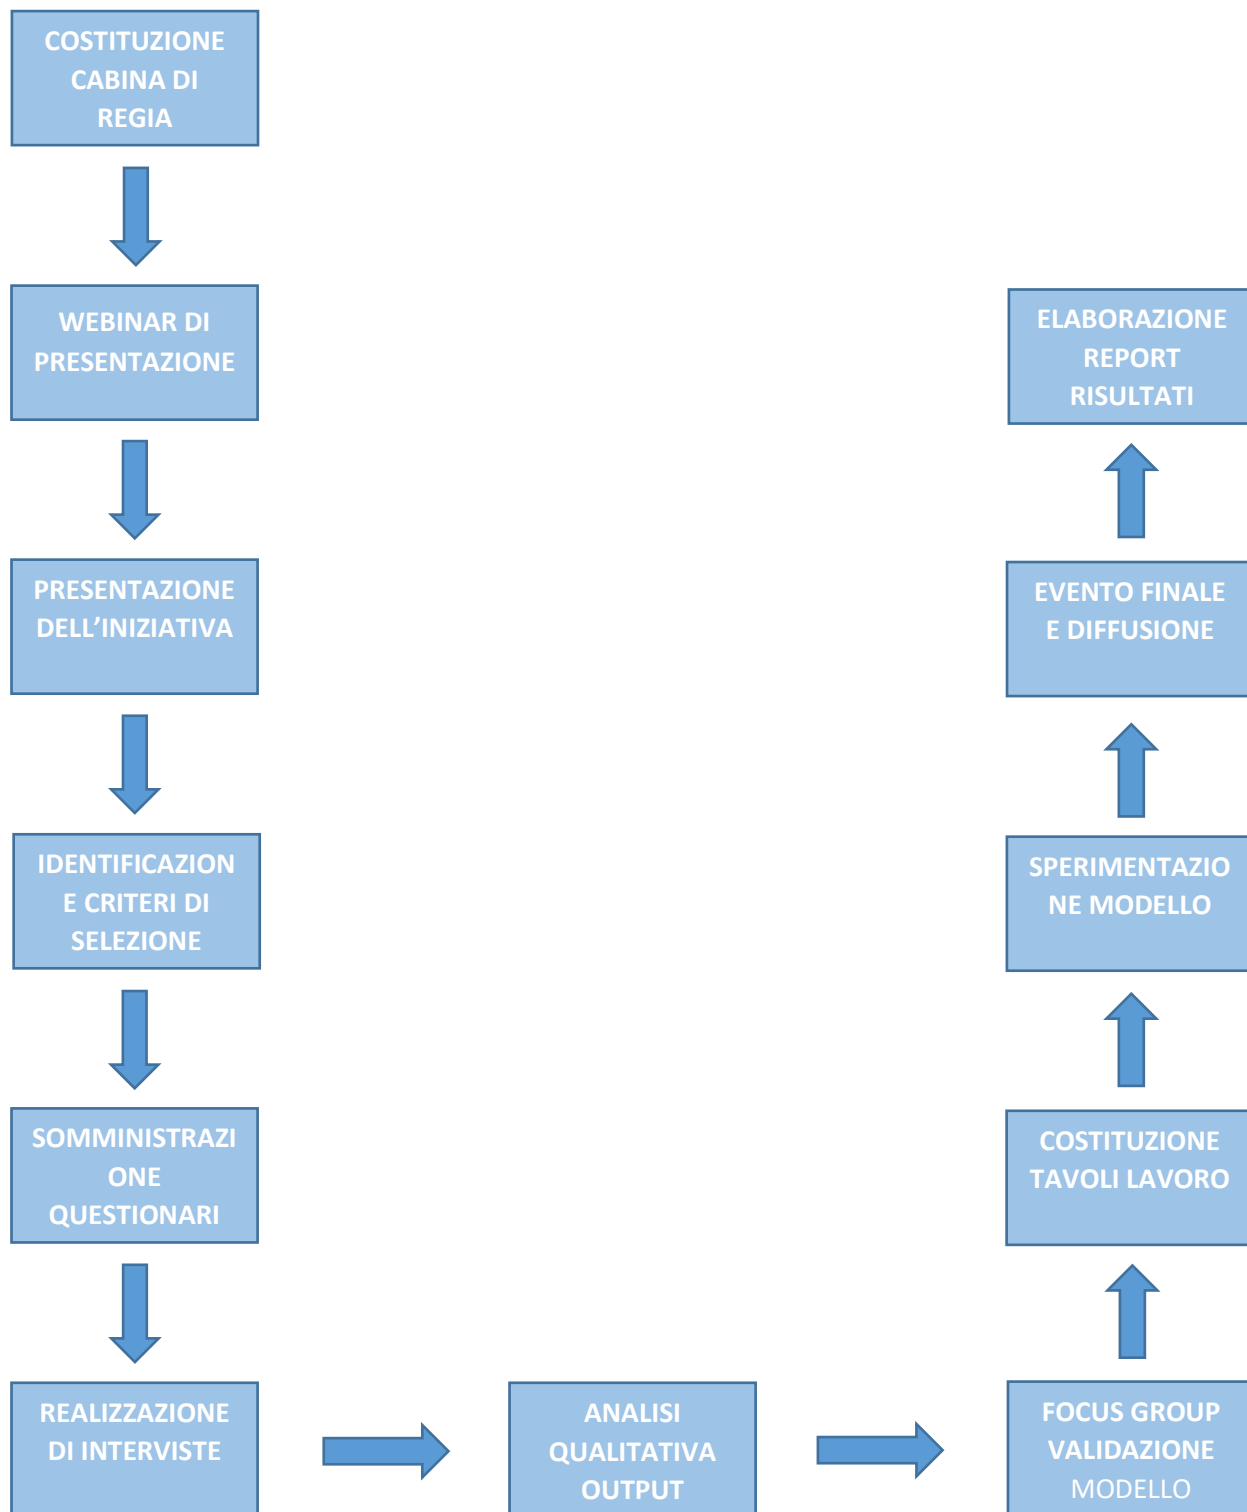 COSTITUZIONE
CABINA DI
REGIA
WEBINAR DI
PRESENTAZIONE
PRESENTAZIONE
DELL’INIZIATIVA
IDENTIFICAZION
E CRITERI DI
SELEZIONE
SOMMINISTRAZI
ONE
QUESTIONARI
REALIZZAZIONE
DI INTERVISTE
ANALISI
QUALITATIVA
OUTPUT
FOCUS GROUP
VALIDAZIONE
MODELLO
COSTITUZIONE
TAVOLI LAVORO
SPERIMENTAZIO
NE MODELLO
EVENTO FINALE
E DIFFUSIONE
ELABORAZIONE
REPORT
RISULTATI